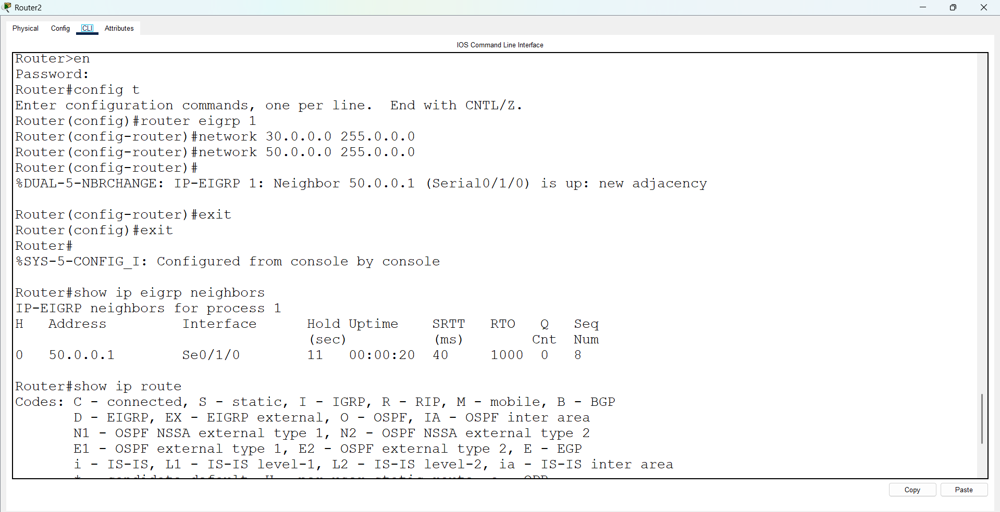 Router2
Physical Config CLI Attributes
IOS Command Line Interface
Router>en
Password:
Router#config t
Enter configuration commands, one per line.  End with CNTL/Z.
Router(config)#router eigrp 1
Router(config-router)#network 30.0.0.0 255.0.0.0
Router(config-router)#network 50.0.0.0 255.0.0.0
Router(config-router)#
%DUAL-5-NBRCHANGE: IP-EIGRP 1: Neighbor 50.0.0.1 (Serial0/1/0) is up: new adjacency
Router(config-router)#exit
Router(config)#exit
Router#
%SYS-5-CONFIG_I: Configured from console by console
Router#show ip eigrp neighbors
IP-EIGRP neighbors for process 1
H   Address         Interface      Hold Uptime    SRTT   RTO   Q   Seq
(sec)          (ms)          Cnt  Num
0   50.0.0.1        Se0/1/0        11   00:00:20  40     1000  0   8
Router#show ip route
Codes: C - connected, S - static, I - IGRP, R - RIP, M - mobile, B - BGP
D - EIGRP, EX - EIGRP external, O - OSPF, IA - OSPF inter area
N1 - OSPF NSSA external type 1, N2 - OSPF NSSA external type 2
E1 - OSPF external type 1, E2 - OSPF external type 2, E - EGP
i - IS-IS, L1 - IS-IS level-1, L2 - IS-IS level-2, ia - IS-IS inter area
* - candidate default, U - per-user static route, o - ODR
Copy Paste